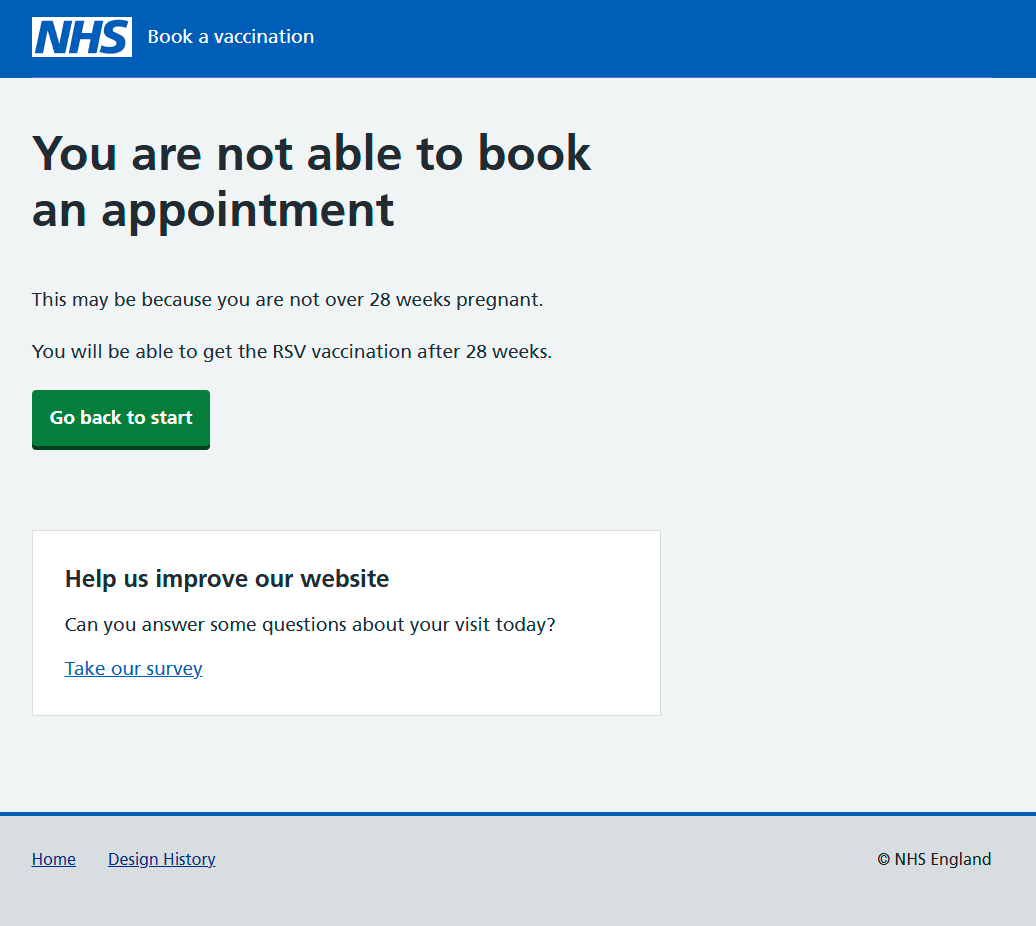 NHS Book a vaccination
You are not able to book
an appointment
This may be because you are not over 28 weeks pregnant.
You will be able to get the RSV vaccination after 28 weeks.
Go back to start
Help us improve our website
Can you answer some questions about your visit today?
Take our survey
Home Design History © NHS England